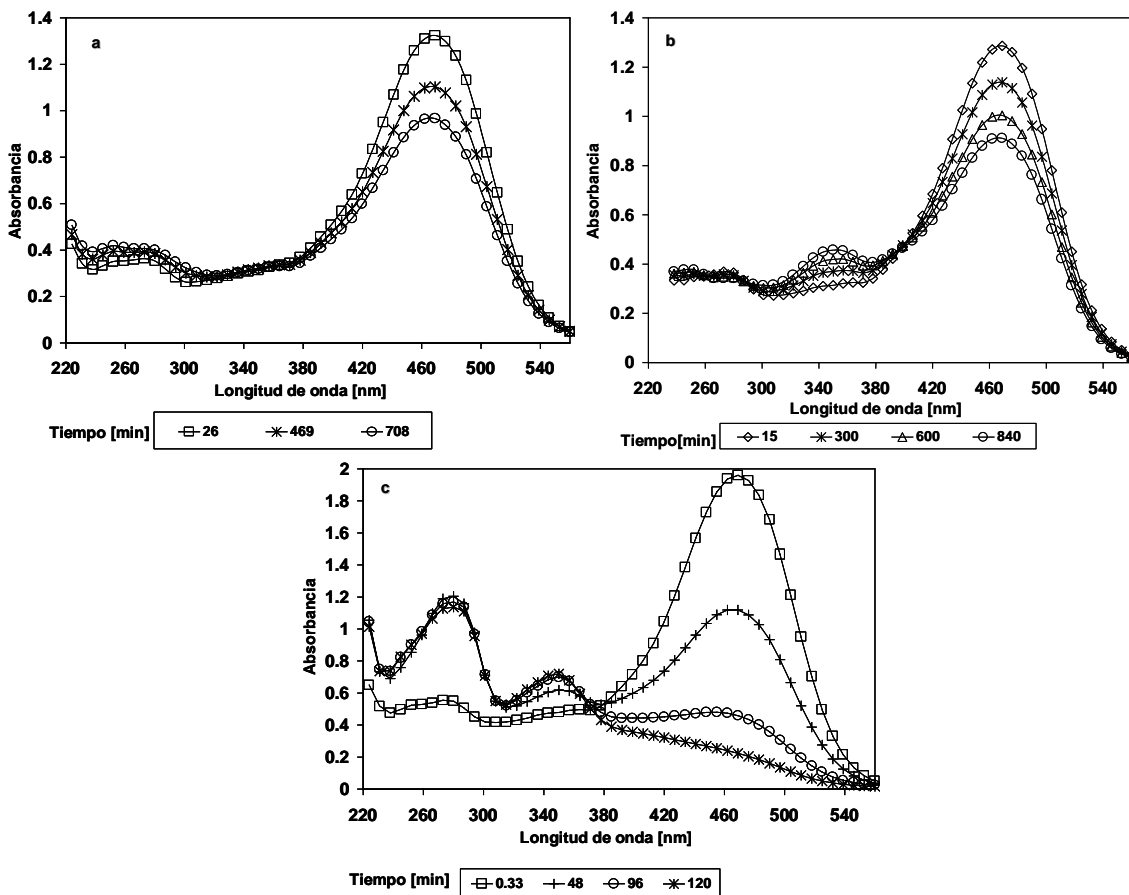 a
Absorbancia
1.4
1.2
1
0.8
0.6
0.4
0.2
0
220 300 380 460 540
Longitud de onda [nm]
Tiempo [min] 26 469 708
b
Absorbancia
1.4
1.2
1
0.8
0.6
0.4
0.2
0
220 260 300 340 380 420 460 500 540
Longitud de onda [nm]
Tiempo[min] 15 300 600 840
c
Absorbancia
2
1.8
1.6
1.4
1.2
1
0.8
0.6
0.4
0.2
0
220 260 300 340 380 420 460 500 540
Longitud de onda [nm]
Tiempo [min] 0.33 48 96 120